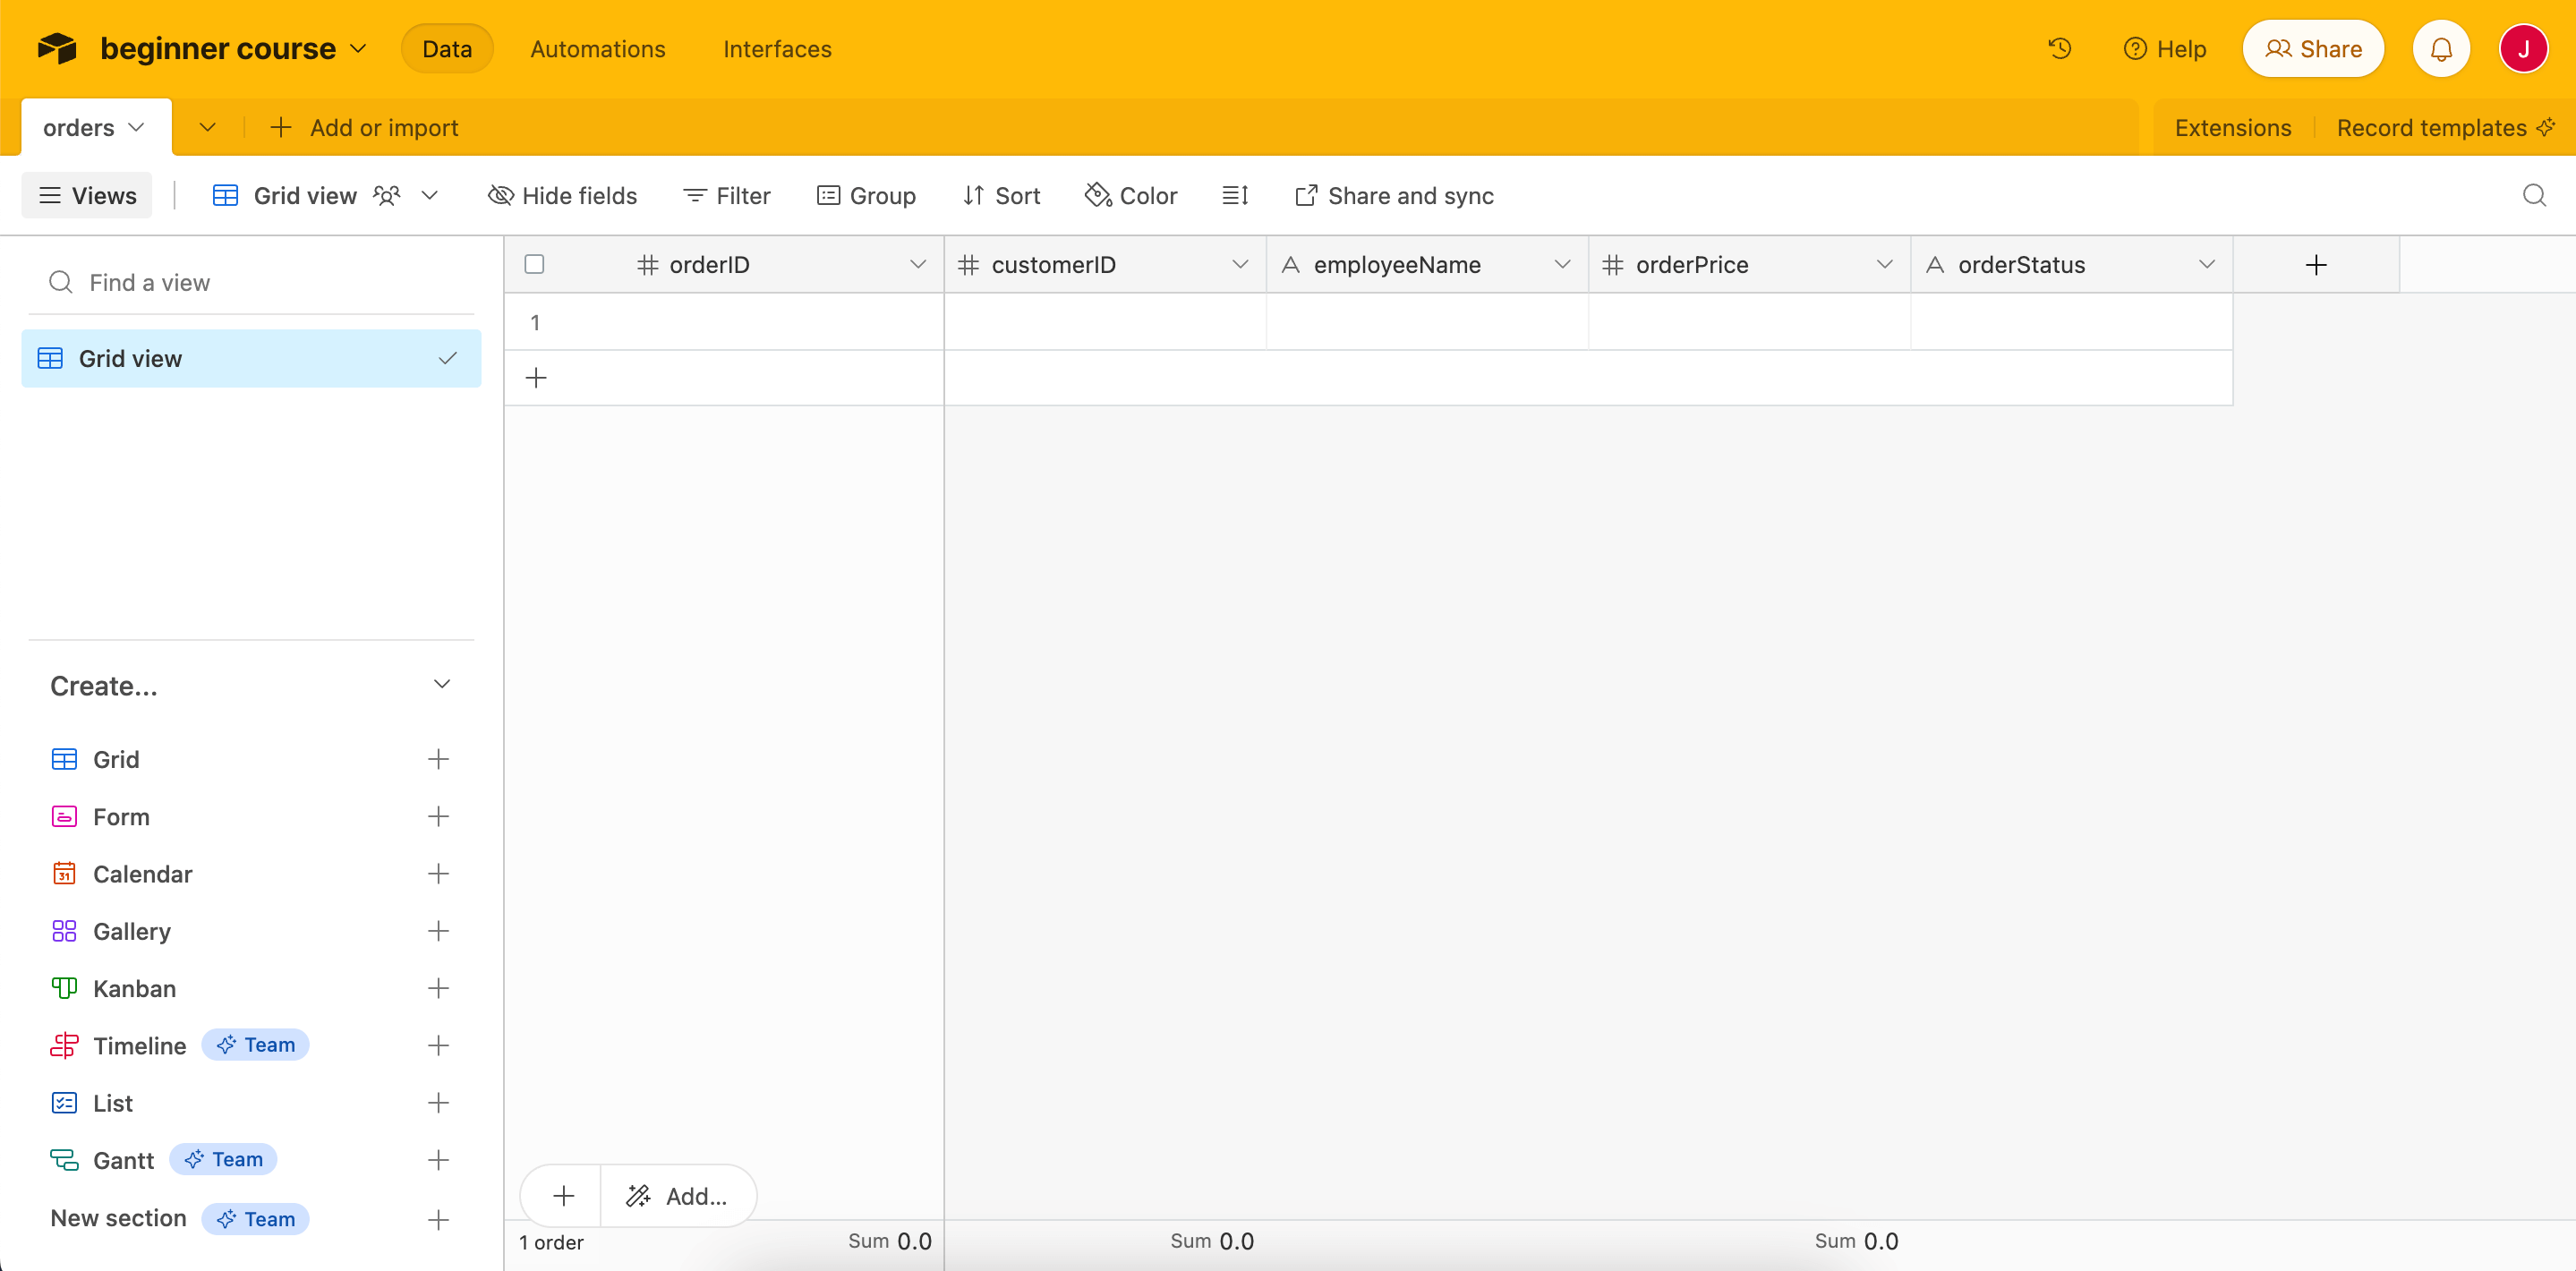 beginner course Data Automations Interfaces Help Share J
orders Add or import Extensions Record templates
Views Grid view Hide fields Filter Group Sort Color Share and sync
Find a view
Grid view
orderID customerID employeeName orderPrice orderStatus
1
Create...
Grid
Form
31 Calendar
Gallery
Kanban
Timeline Team
List
Gantt Team
New section Team
Add...
1 order Sum 0.0 Sum 0.0 Sum 0.0